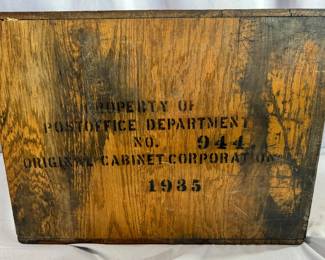 PROPERTY OF
POSTOFFICE DEPARTMENT
NO. 944.
ORIGINAL CABINET CORPORATION
1935